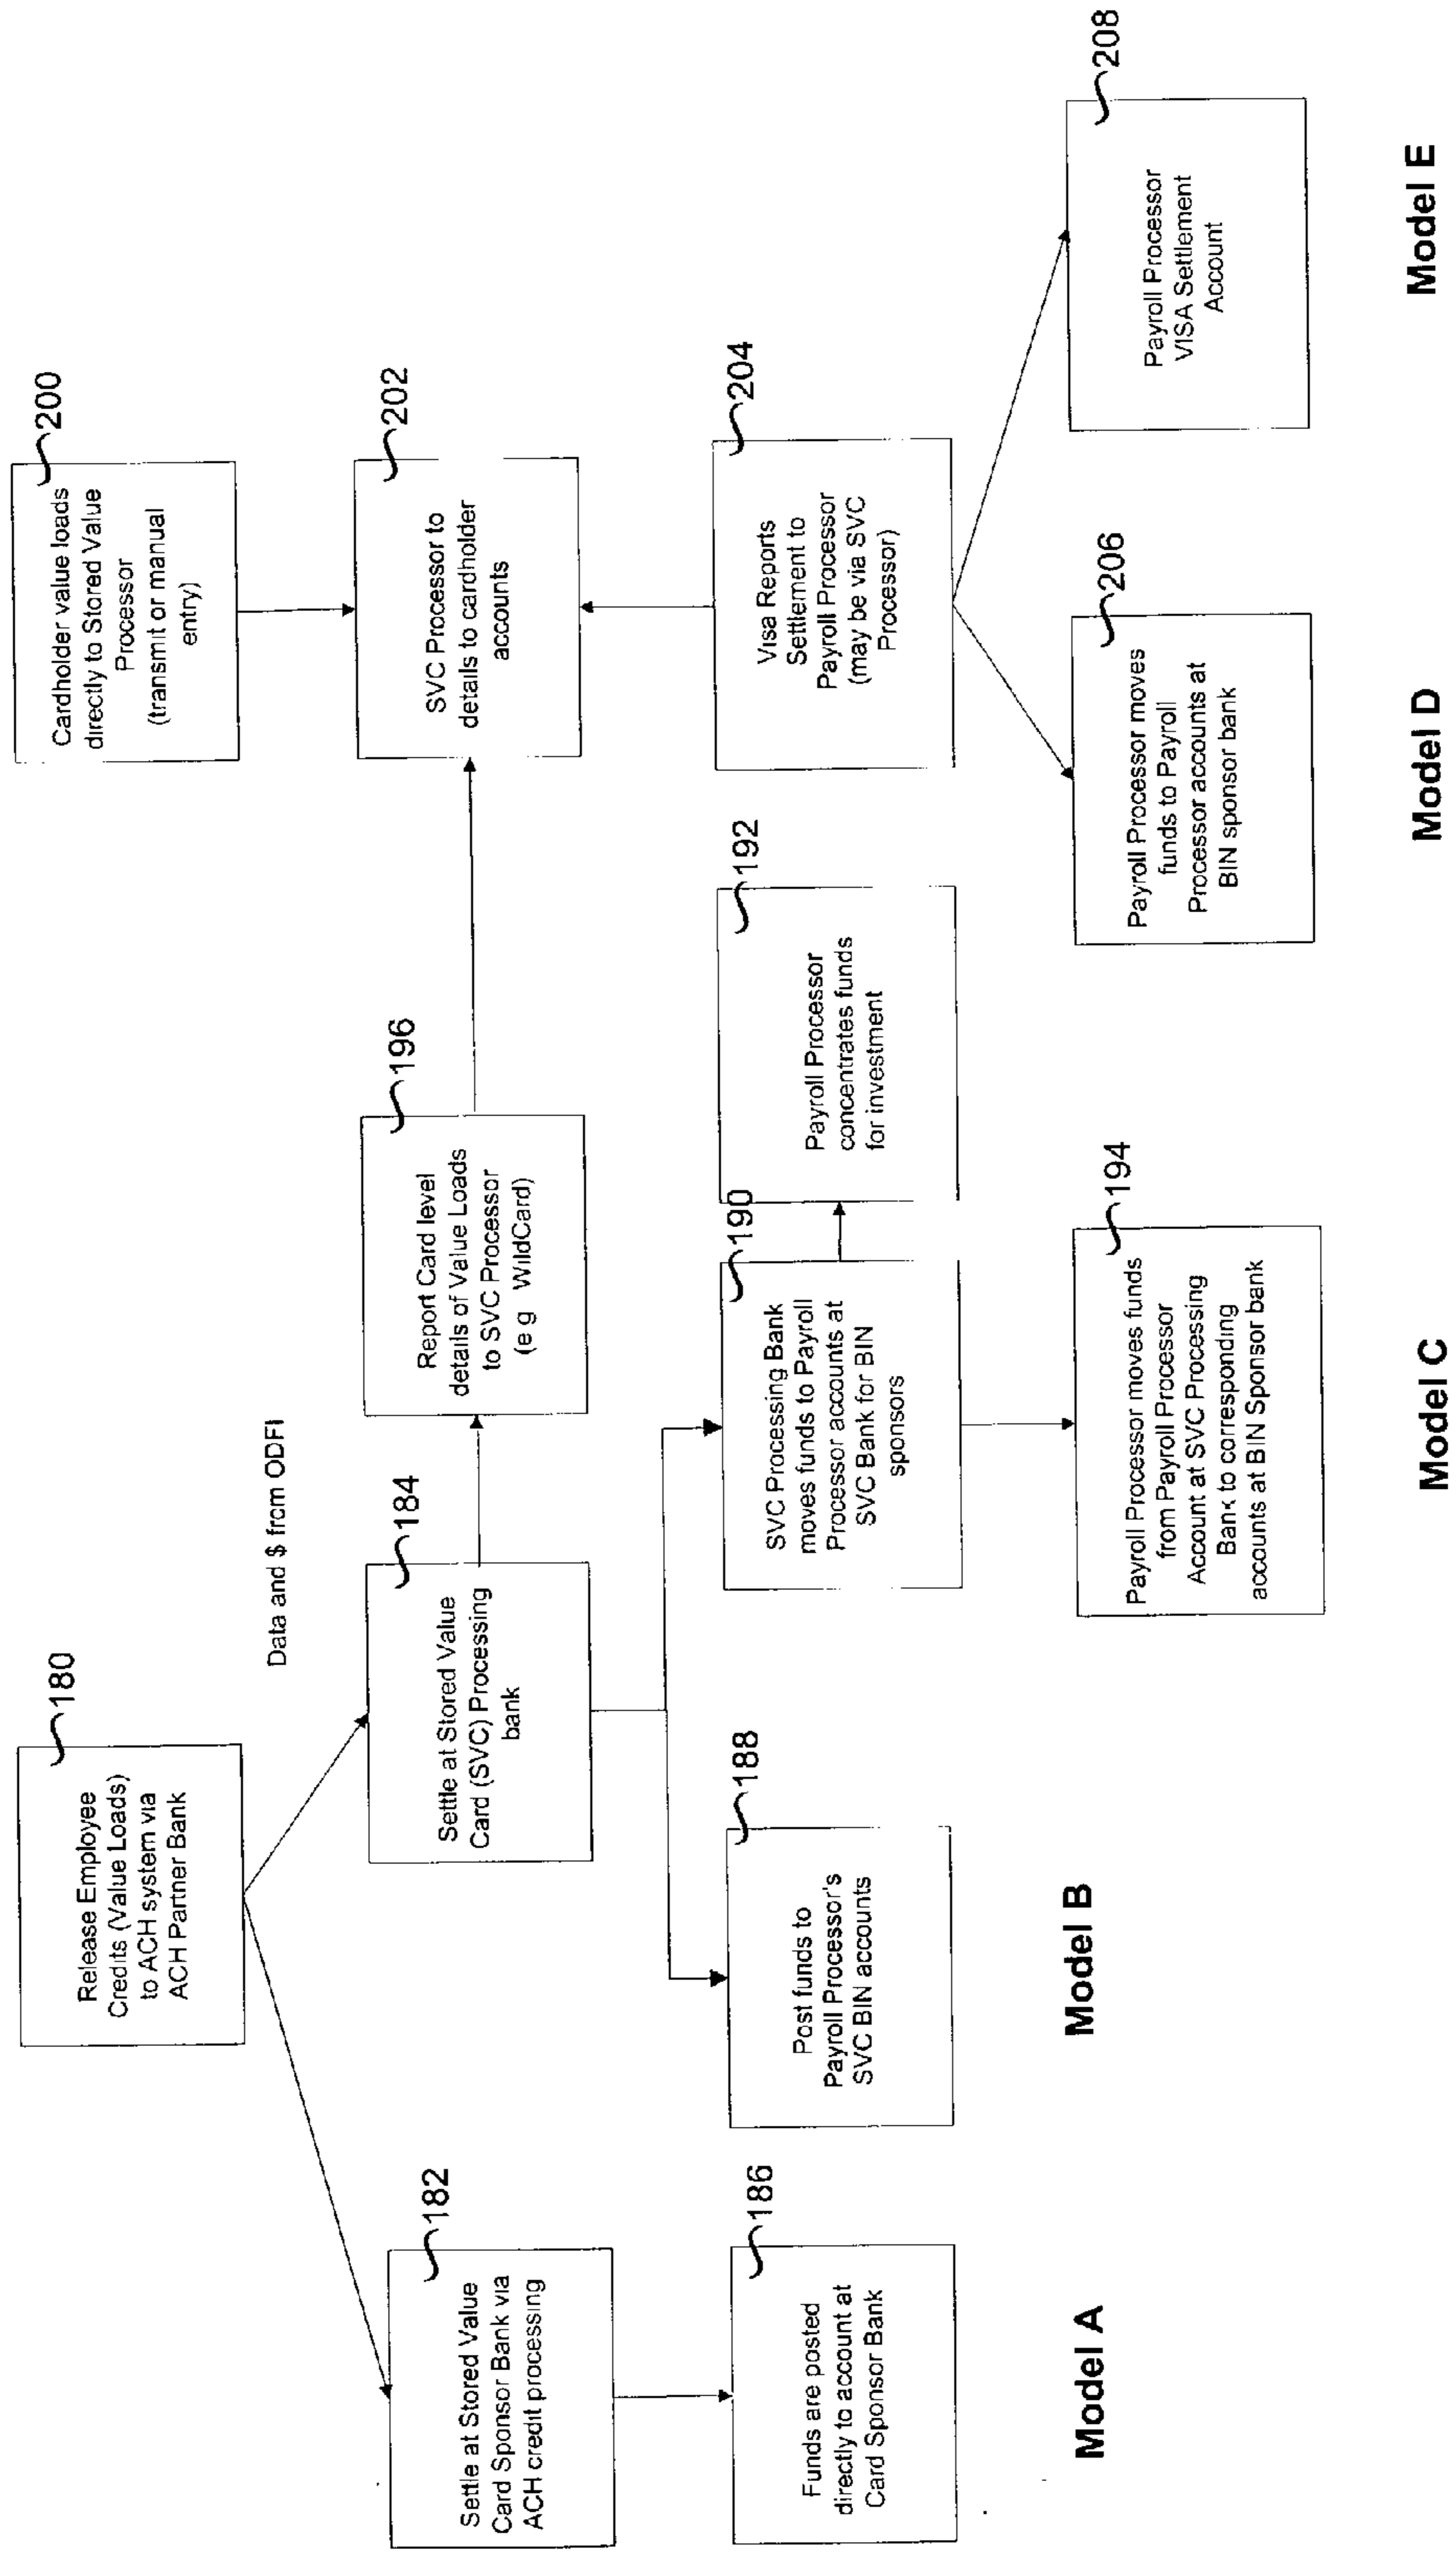 180
Release Employee
Credits (Value Loads)
to ACH system via
ACH Partner Bank
200
Cardholder value loads
directly to Stored Value
Processor
(transmit or manual
entry)
Data and $ from ODFI
182
Settle at Stored Value
Card Sponsor Bank via
ACH credit processing
184
Settle at Stored Value
Card (SVC) Processing
bank
196
Report Card level
details of Value Loads
to SVC Processor
(e g WildCard)
202
SVC Processor to
details to cardholder
accounts
186
Funds are posted
directly to account at
Card Sponsor Bank
188
Post funds to
Payroll Processor's
SVC BIN accounts
190
SVC Processing Bank
moves funds to Payroll
Processor accounts at
SVC Bank for BIN
sponsors
192
Payroll Processor
concentrates funds
for investment
204
Visa Reports
Settlement to
Payroll Processor
(may be via SVC
Processor)
194
Payroll Processor moves funds
from Payroll Processor
Account at SVC Processing
Bank to corresponding
accounts at BIN Sponsor bank
206
Payroll Processor moves
funds to Payroll
Processor accounts at
BIN sponsor bank
208
Payroll Processor
VISA Settlement
Account
Model A
Model B
Model C
Model D
Model E